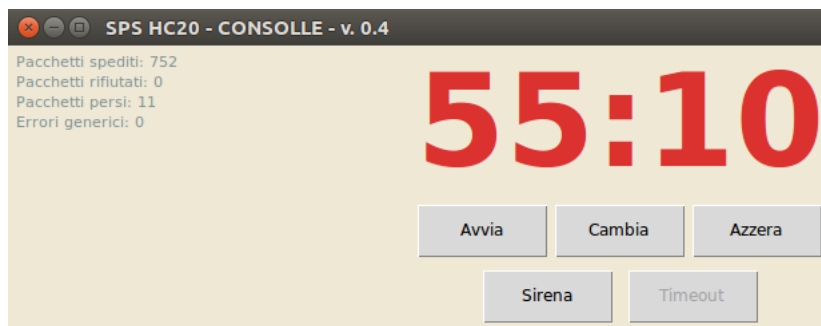 SPS HC20 - CONSOLLE - v. 0.4
Pacchetti spediti: 752
Pacchetti rifiutati: 0
Pacchetti persi: 11
Errori generici: 0
55:10
Avvia Cambia Azzera
Sirena Timeout